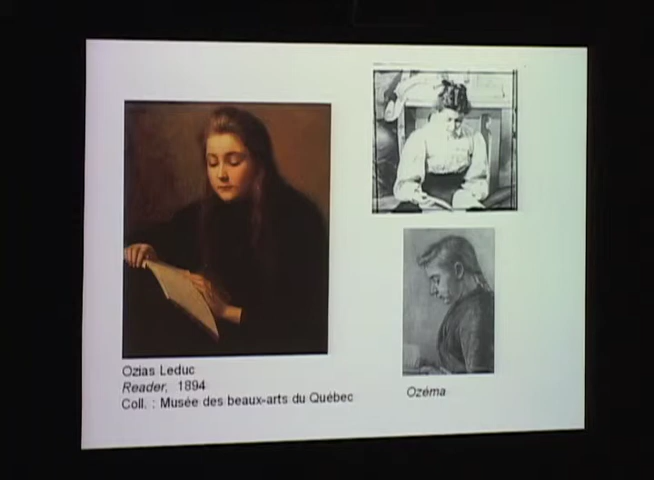 Ozias Leduc
Reader, 1894
Coll. : Musée des beaux-arts du Québec
Ozéma